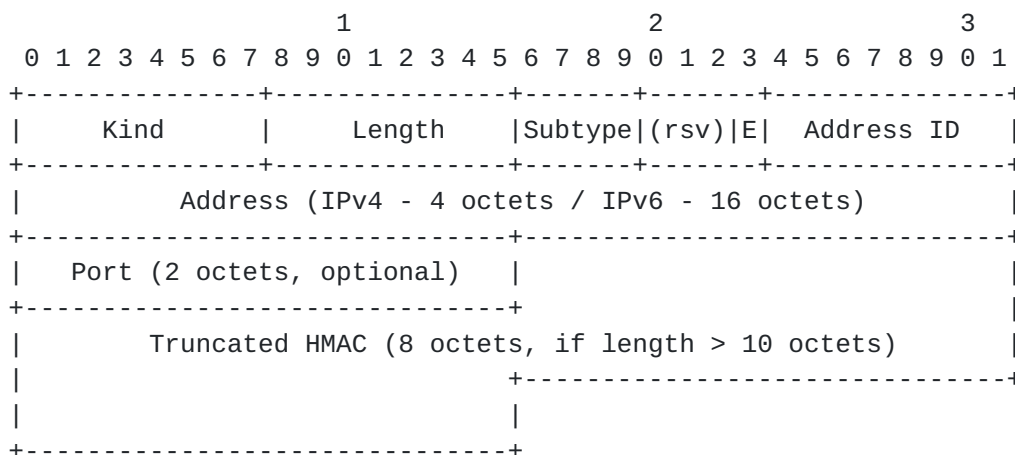 1                   2                   3
 0 1 2 3 4 5 6 7 8 9 0 1 2 3 4 5 6 7 8 9 0 1 2 3 4 5 6 7 8 9 0 1
+---------------+---------------+-------+-------+---------------+
|     Kind      |     Length    |Subtype|(rsv)|E|  Address ID   |
+---------------+---------------+-------+-------+---------------+
|          Address (IPv4 - 4 octets / IPv6 - 16 octets)         |
+-------------------------------+-------------------------------+
|   Port (2 octets, optional)   |                               |
+-------------------------------+                               |
|        Truncated HMAC (8 octets, if length > 10 octets)       |
|                               +-------------------------------+
|                               |
+-------------------------------+